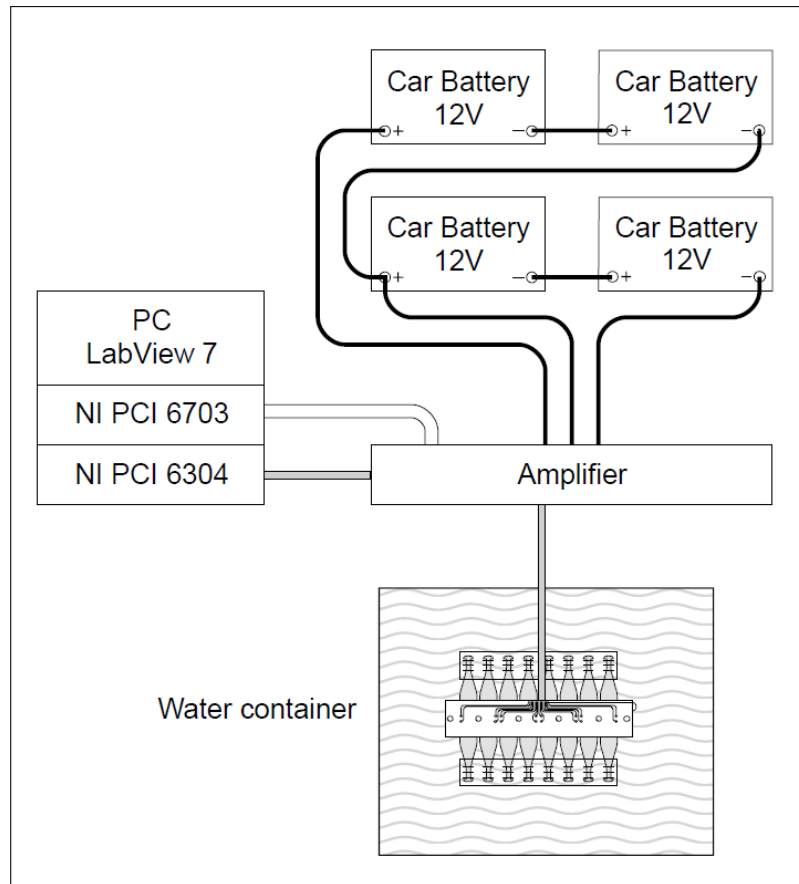 Car Battery
12V
+
−
Car Battery
12V
+
−
Car Battery
12V
+
−
Car Battery
12V
+
−
PC
LabView 7
NI PCI 6703
NI PCI 6304
Amplifier
Water container